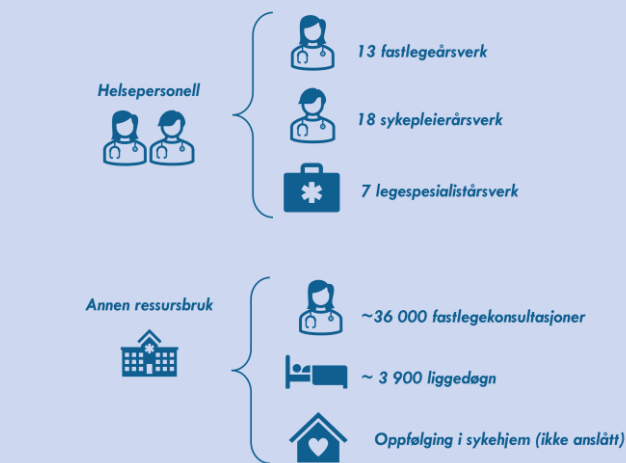 Helsepersonell
13 fastlegeårsverk
18 sykepleierårsverk
7 legespesialistårsverk
Annen ressursbruk
~36 000 fastlegekonsultasjoner
~ 3 900 liggedøgn
Oppfølging i sykehjem (ikke anslått)